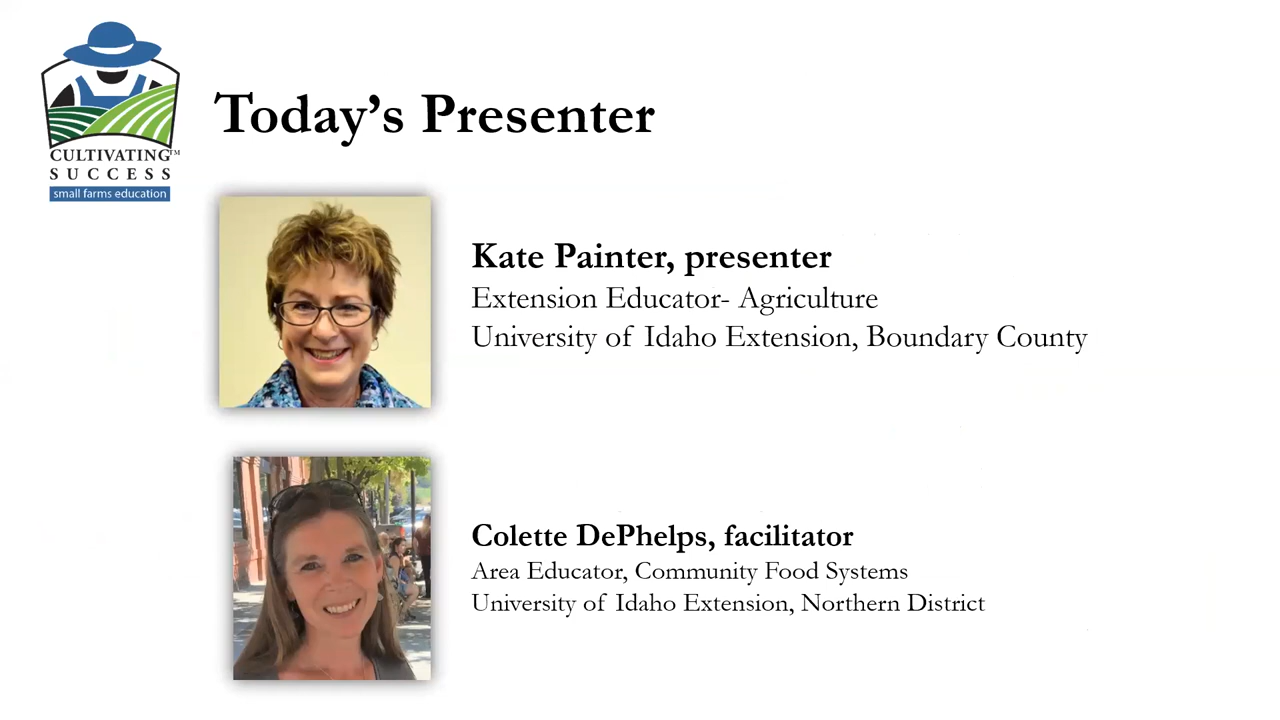 CULTIVATING™
SUCCESS
small farms education
Today's Presenter
Kate Painter, presenter
Extension Educator- Agriculture
University of Idaho Extension, Boundary County
Colette DePhelps, facilitator
Area Educator, Community Food Systems
University of Idaho Extension, Northern District